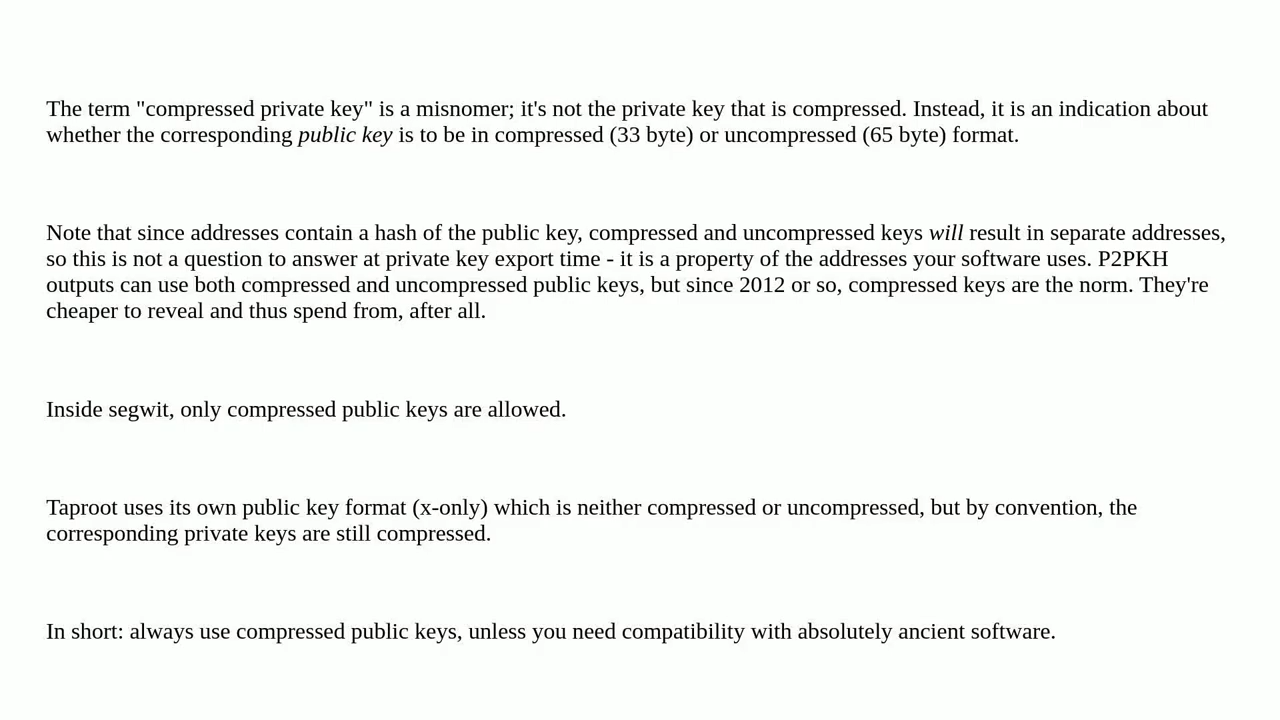 The term "compressed private key" is a misnomer; it's not the private key that is compressed. Instead, it is an indication about
whether the corresponding public key is to be in compressed (33 byte) or uncompressed (65 byte) format.
Note that since addresses contain a hash of the public key, compressed and uncompressed keys will result in separate addresses,
so this is not a question to answer at private key export time - it is a property of the addresses your software uses. P2PKH
outputs can use both compressed and uncompressed public keys, but since 2012 or so, compressed keys are the norm. They're
cheaper to reveal and thus spend from, after all.
Inside segwit, only compressed public keys are allowed.
Taproot uses its own public key format (x-only) which is neither compressed or uncompressed, but by convention, the
corresponding private keys are still compressed.
In short: always use compressed public keys, unless you need compatibility with absolutely ancient software.